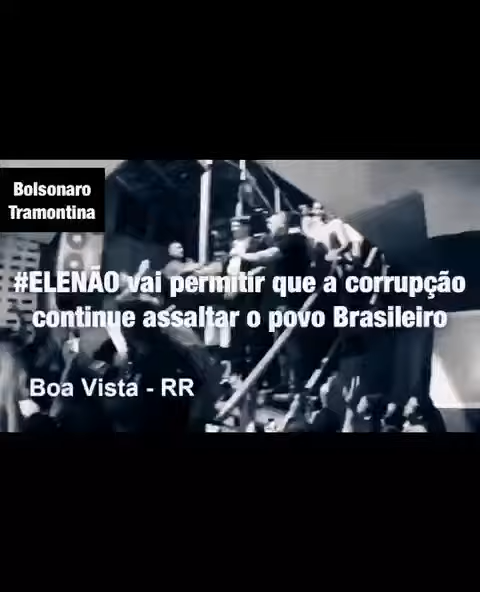 Bolsonaro
Tramontina
#ELENÃO vai permitir que a corrupção
continue assaltar o povo Brasileiro
Boa Vista - RR